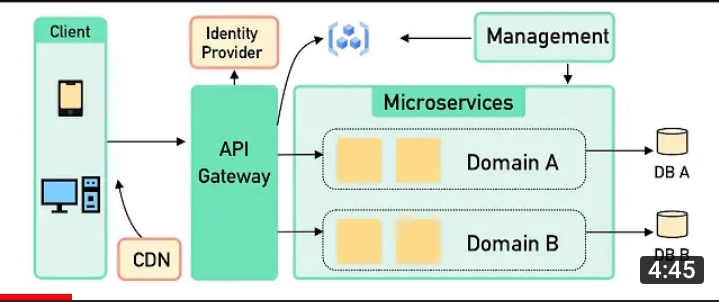 Client
Identity
Provider
Management
Microservices
API
Gateway
Domain A
DB A
CDN
Domain B
DB B
4:45